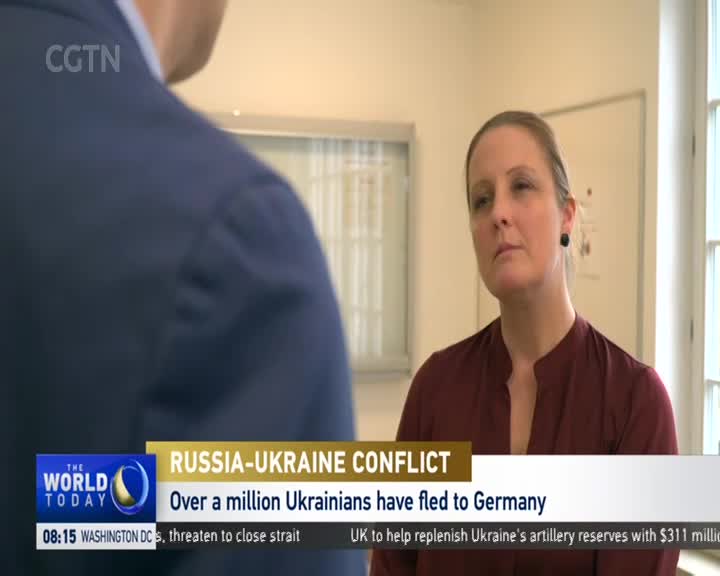 CGTN
RUSSIA-UKRAINE CONFLICT
THE
WORLD
TODAY
Over a million Ukrainians have fled to Germany
08:15 WASHINGTON DC
s, threaten to close strait UK to help replenish Ukraine's artillery reserves with $311 milli